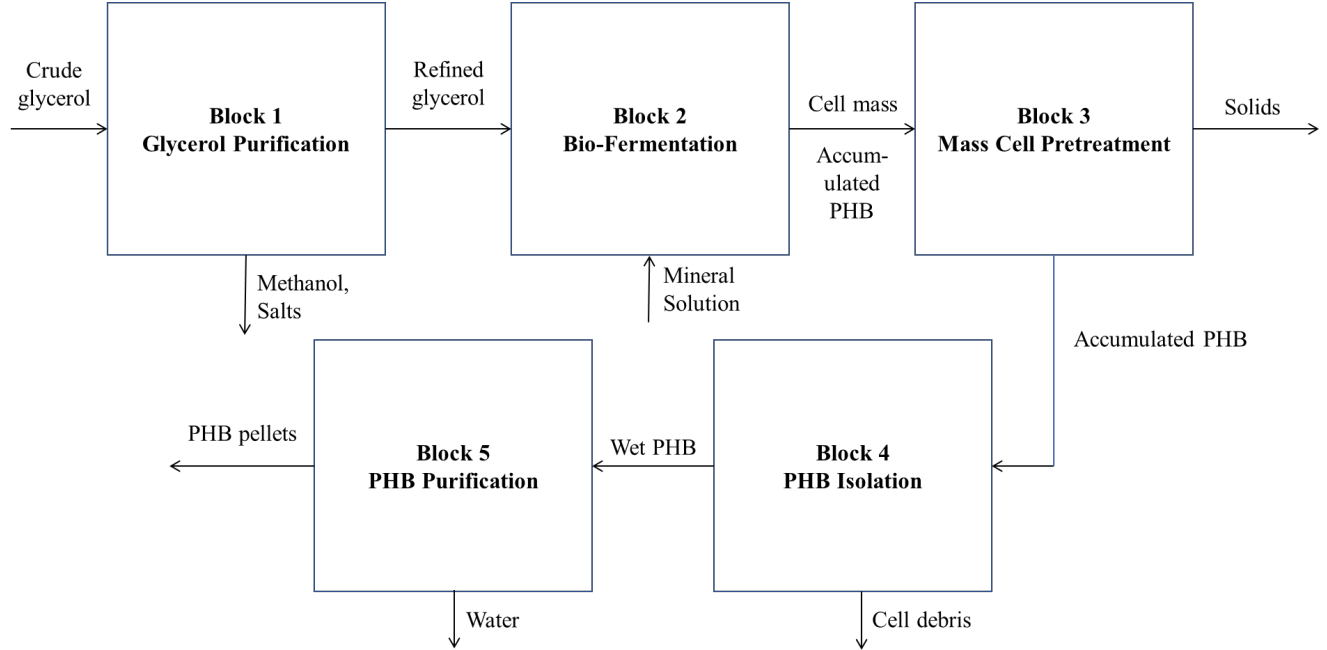 Crude
glycerol
Block 1
Glycerol Purification
Refined
glycerol
Block 2
Bio-Fermentation
Cell mass
Accum-
ulated
PHB
Block 3
Mass Cell Pretreatment
Solids
Methanol,
Salts
Mineral
Solution
Accumulated PHB
PHB pellets
Block 5
PHB Purification
Wet PHB
Block 4
PHB Isolation
Water
Cell debris